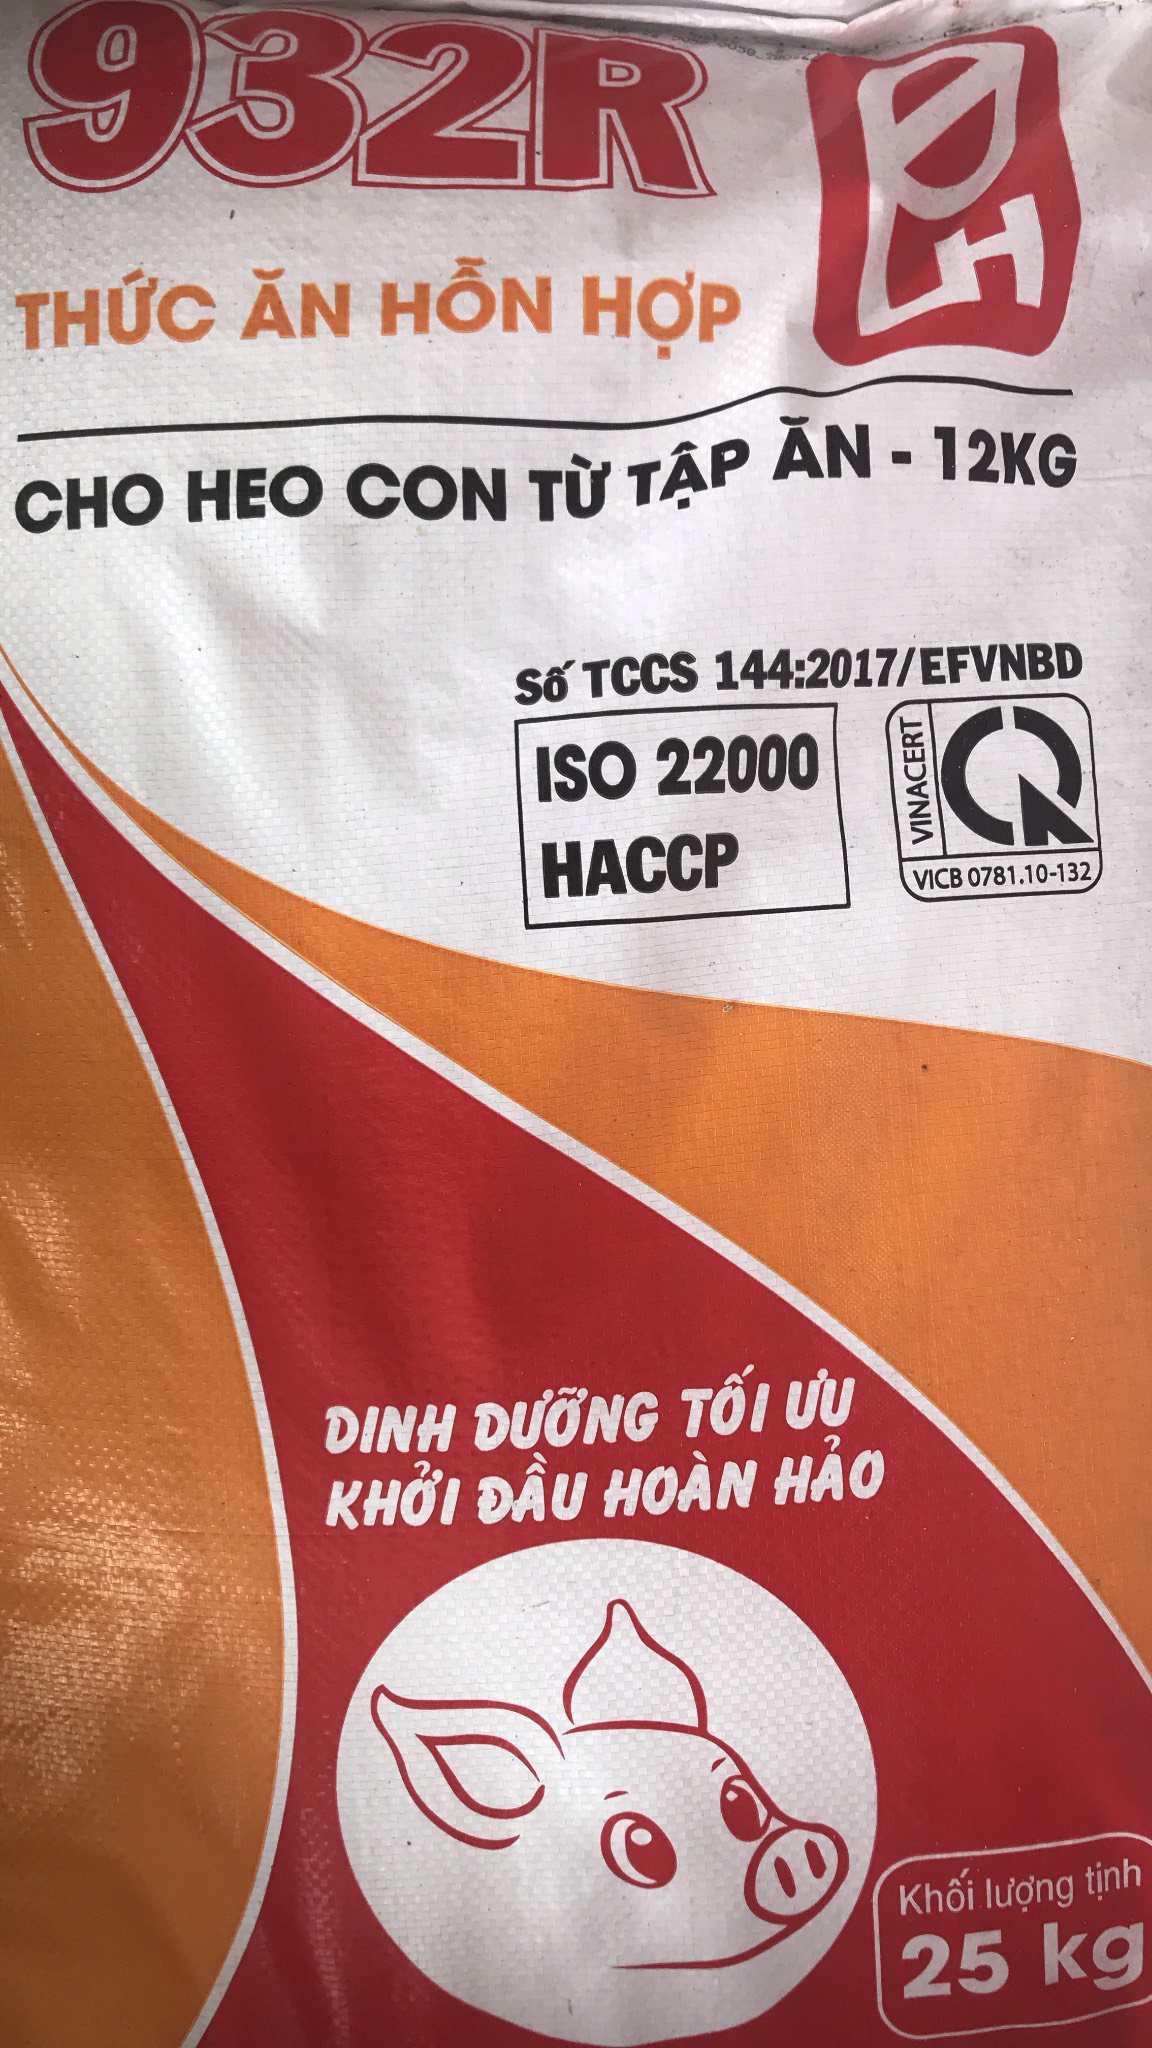 932R
H
THỨC ĂN HỖN HỢP
CHO HEO CON TỪ TẬP ĂN - 12KG
Số TCCS 144:2017/EFVNBD
ISO 22000
HACCP
VINACERT
VICB 0781.10-132
DINH DƯỠNG TỐI ƯU
KHỞI ĐẦU HOÀN HẢO
Khối lượng tịnh
25 kg